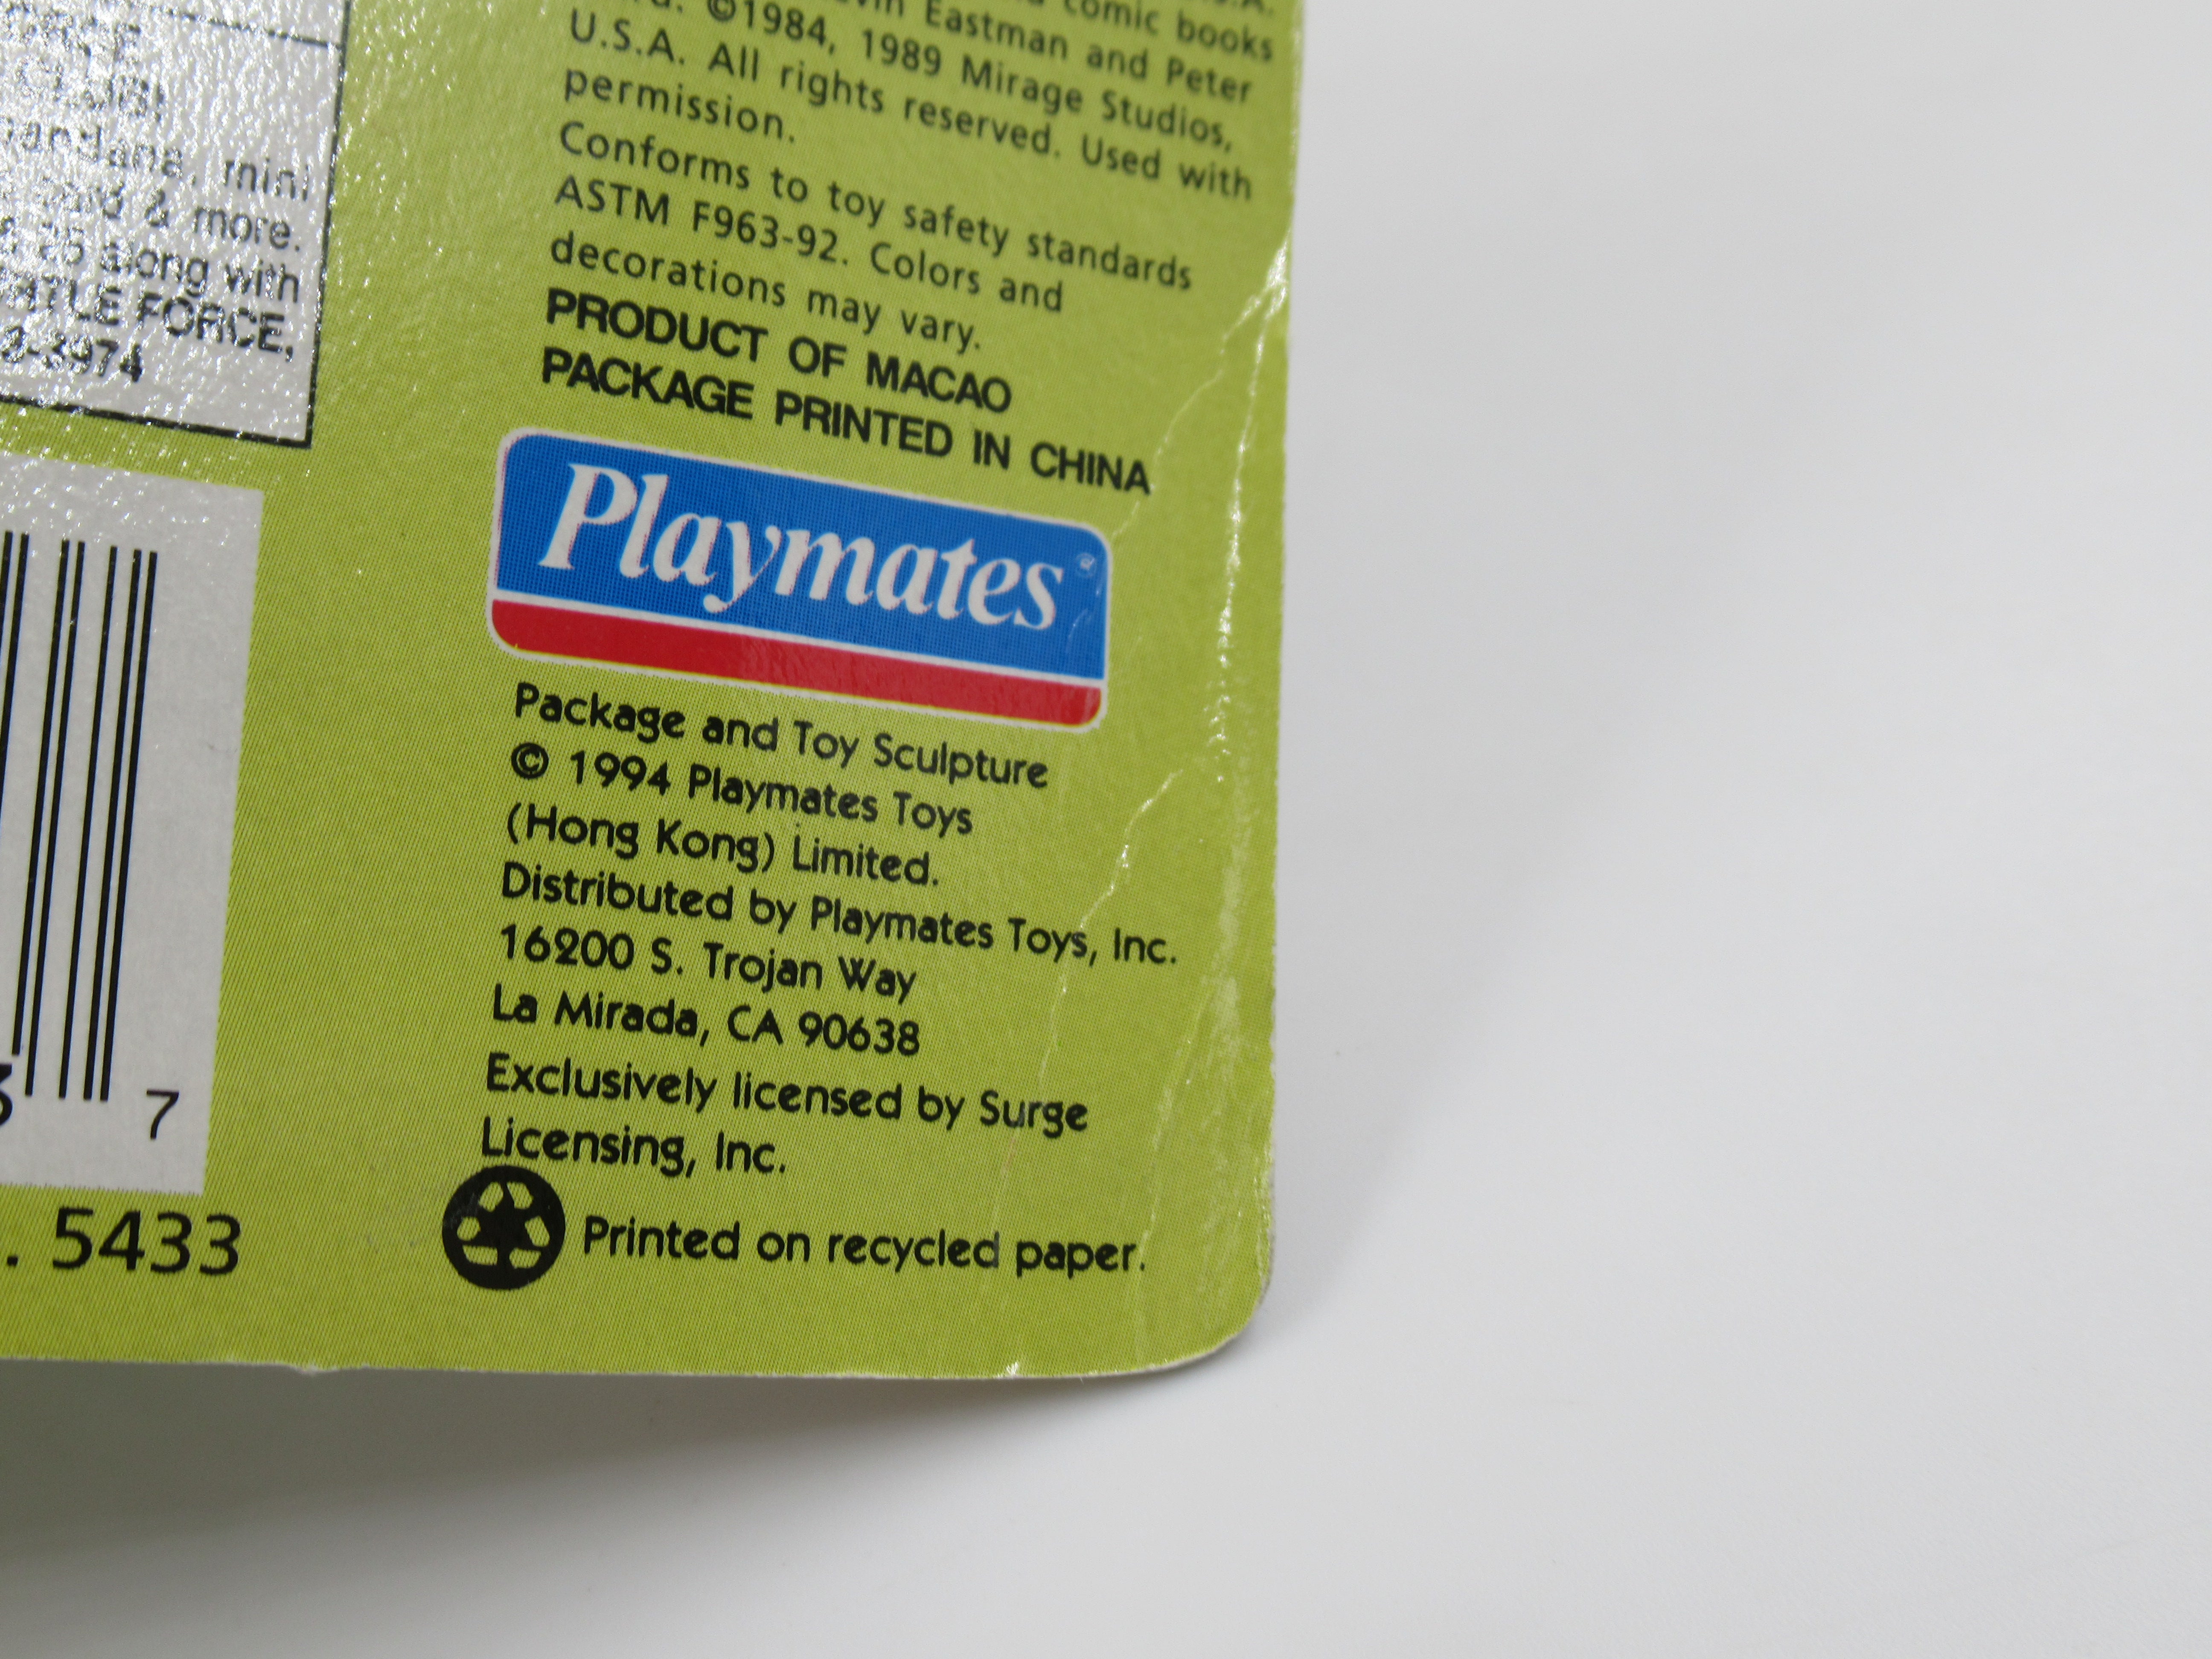 mini
& more.
along with
FORCE,
3974
comic books
Eastman and Peter
©1984, 1989 Mirage Studios,
U.S.A. All rights reserved. Used with
permission.
Conforms to toy safety standards
ASTM F963-92. Colors and
decorations may vary.
PRODUCT OF MACAO
PACKAGE PRINTED IN CHINA
Playmates
Package and Toy Sculpture
© 1994 Playmates Toys
(Hong Kong) Limited.
Distributed by Playmates Toys, Inc.
16200 S. Trojan Way
La Mirada, CA 90638
Exclusively licensed by Surge
Licensing, Inc.
Printed on recycled paper.
7
. 5433